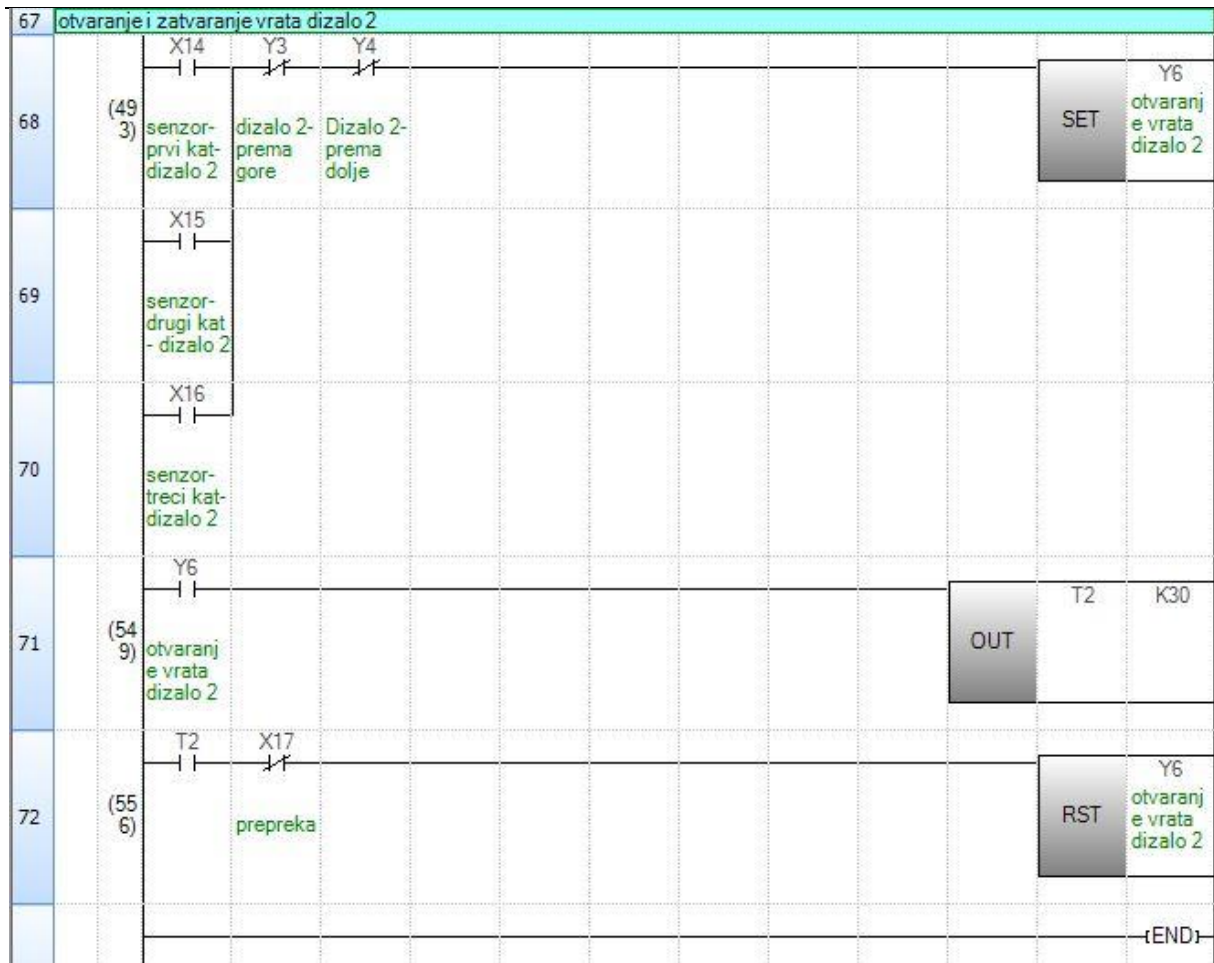 67 otvaranje i zatvaranje vrata dizalo 2
X14 Y3 Y4
68 (49
3)
senzor-
prvi kat-
dizalo 2
dizalo 2-
prema
gore
Dizalo 2-
prema
dolje
SET
Y6
otvaranj
e vrata
dizalo 2
X15
69
senzor-
drugi kat
- dizalo 2
X16
70
senzor-
treci kat-
dizalo 2
Y6
71 (54
9)
otvaranj
e vrata
dizalo 2
OUT
T2 K30
T2 X17
72 (55
6)
prepreka
RST
Y6
otvaranj
e vrata
dizalo 2
END